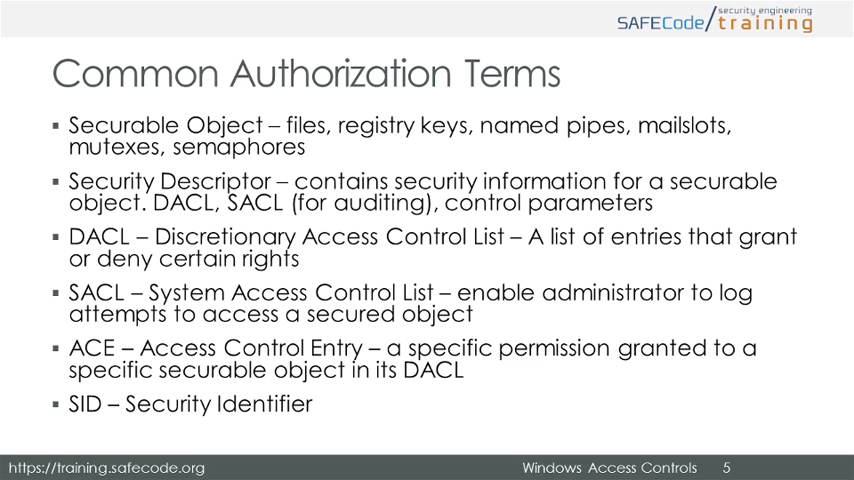 security engineering
SAFECode/training
Common Authorization Terms
▪ Securable Object – files, registry keys, named pipes, mailslots,
mutexes, semaphores
▪ Security Descriptor – contains security information for a securable
object. DACL, SACL (for auditing), control parameters
▪ DACL – Discretionary Access Control List – A list of entries that grant
or deny certain rights
▪ SACL – System Access Control List – enable administrator to log
attempts to access a secured object
▪ ACE – Access Control Entry – a specific permission granted to a
specific securable object in its DACL
▪ SID – Security Identifier
https://training.safecode.org
Windows Access Controls 5